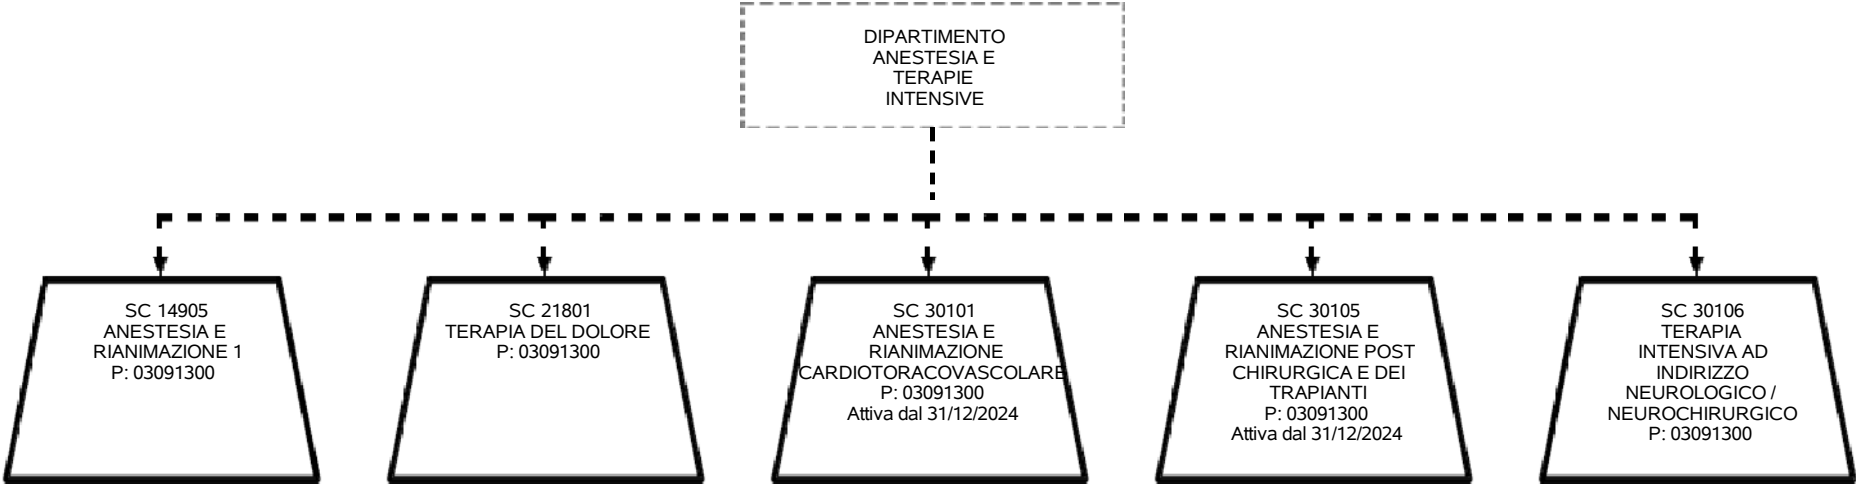 DIPARTIMENTO
ANESTESIA E
TERAPIE
INTENSIVE
SC 14905
ANESTESIA E
RIANIMAZIONE 1
P: 03091300
SC 21801
TERAPIA DEL DOLORE
P: 03091300
SC 30101
ANESTESIA E
RIANIMAZIONE
CARDIOTORACOVASCOLARE
P: 03091300
Attiva dal 31/12/2024
SC 30105
ANESTESIA E
RIANIMAZIONE POST
CHIRURGICA E DEI
TRAPIANTI
P: 03091300
Attiva dal 31/12/2024
SC 30106
TERAPIA
INTENSIVA AD
INDIRIZZO
NEUROLOGICO /
NEUROCHIRURGICO
P: 03091300